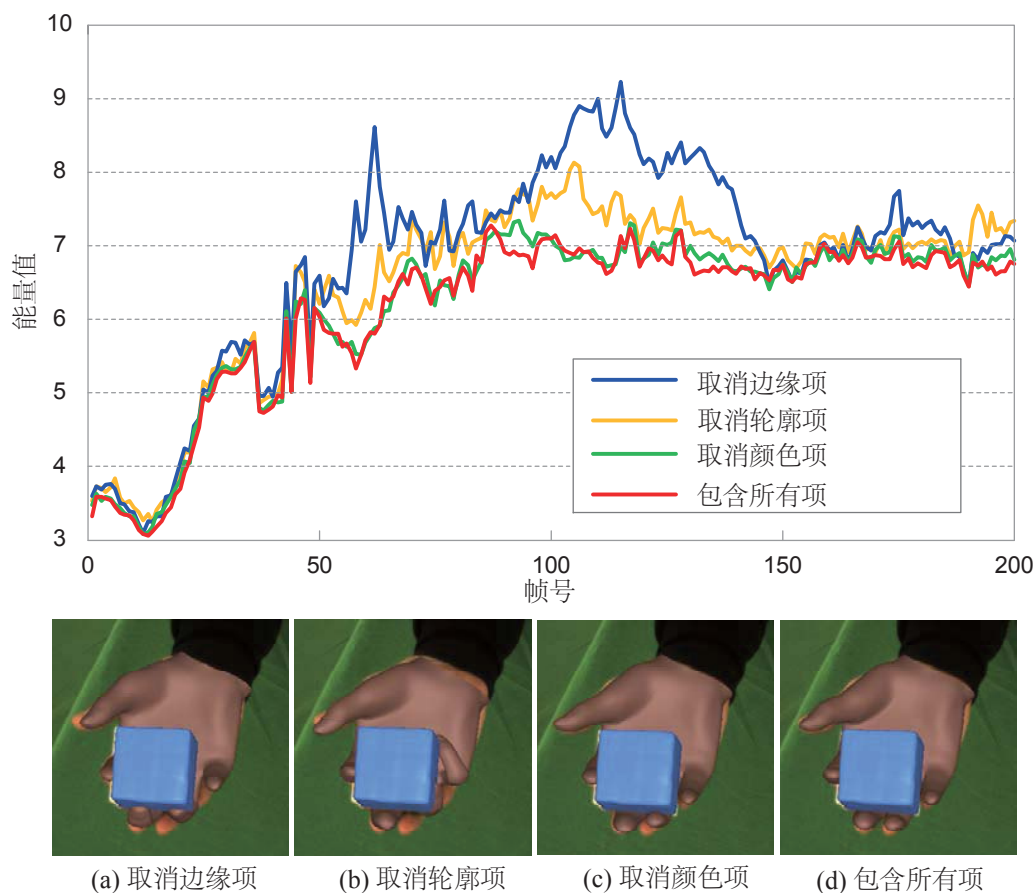 10
9
8
7
6
5
4
3
能量值
0
50
100
150
200
帧号
取消边缘项
取消轮廓项
取消颜色项
包含所有项
(a) 取消边缘项
(b) 取消轮廓项
(c) 取消颜色项
(d) 包含所有项